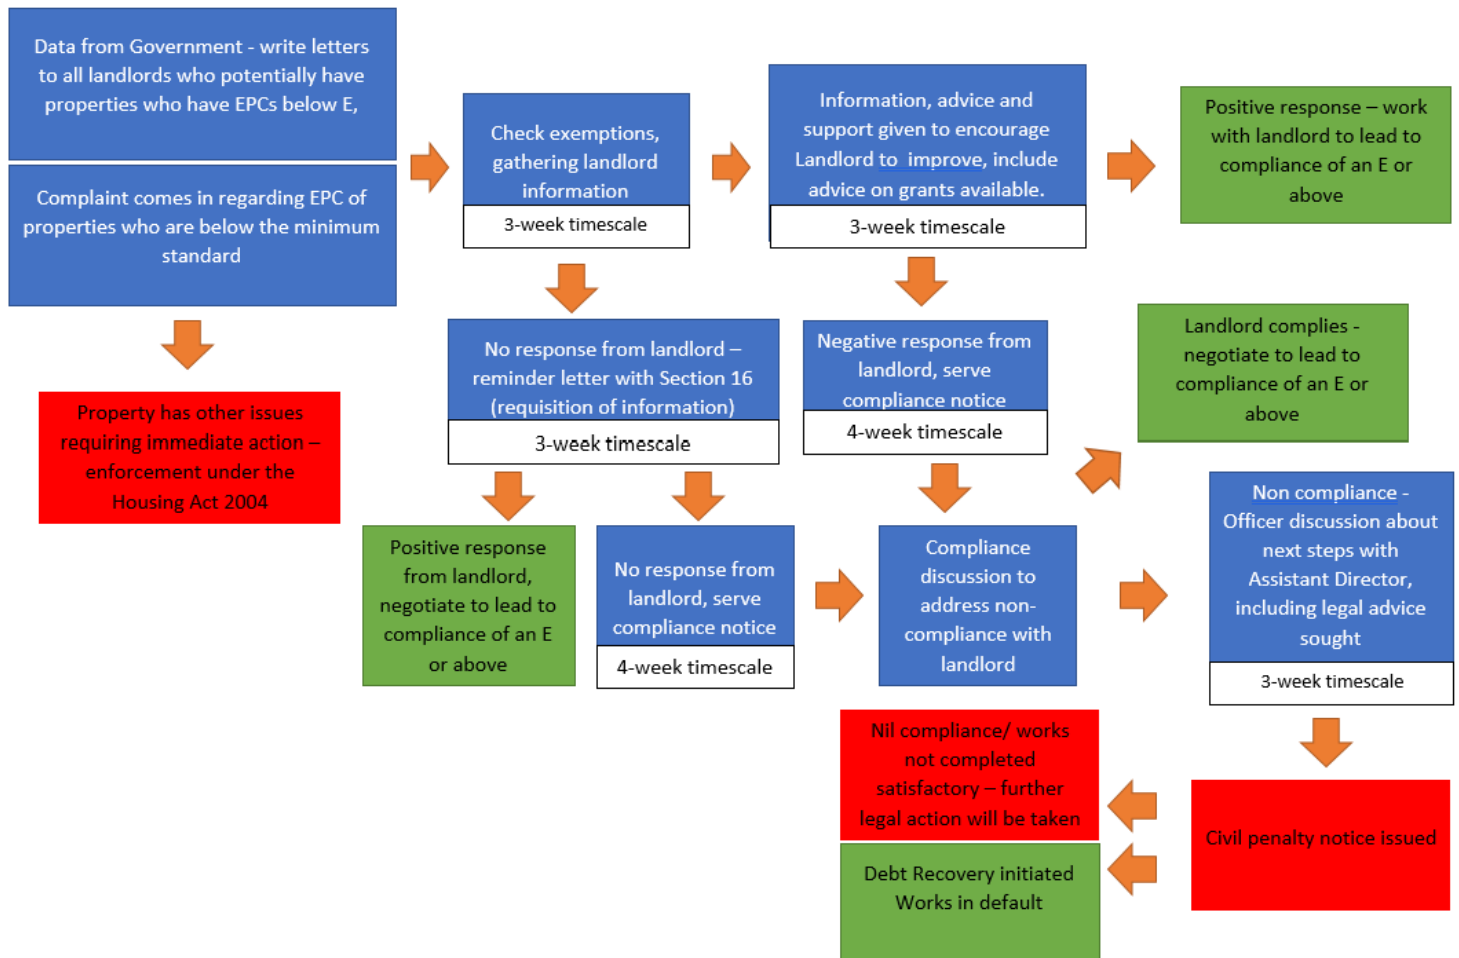 Data from Government - write letters
to all landlords who potentially have
properties who have EPCs below E,
Complaint comes in regarding EPC of
properties who are below the minimum
standard
Property has other issues
requiring immediate action –
enforcement under the
Housing Act 2004
Check exemptions,
gathering landlord
information
3-week timescale
Information, advice and
support given to encourage
Landlord to  improve, include
advice on grants available.
3-week timescale
Positive response – work
with landlord to lead to
compliance of an E or
above
No response from landlord –
reminder letter with Section 16
(requisition of information)
3-week timescale
Negative response from
landlord, serve
compliance notice
4-week timescale
Landlord complies -
negotiate to lead to
compliance of an E or
above
Positive response
from landlord,
negotiate to lead to
compliance of an E
or above
No response from
landlord, serve
compliance notice
4-week timescale
Compliance
discussion to
address non-
compliance with
landlord
Non compliance -
Officer discussion about
next steps with
Assistant Director,
including legal advice
sought
3-week timescale
Nil compliance/ works
not completed
satisfactory – further
legal action will be taken
Civil penalty notice issued
Debt Recovery initiated
Works in default